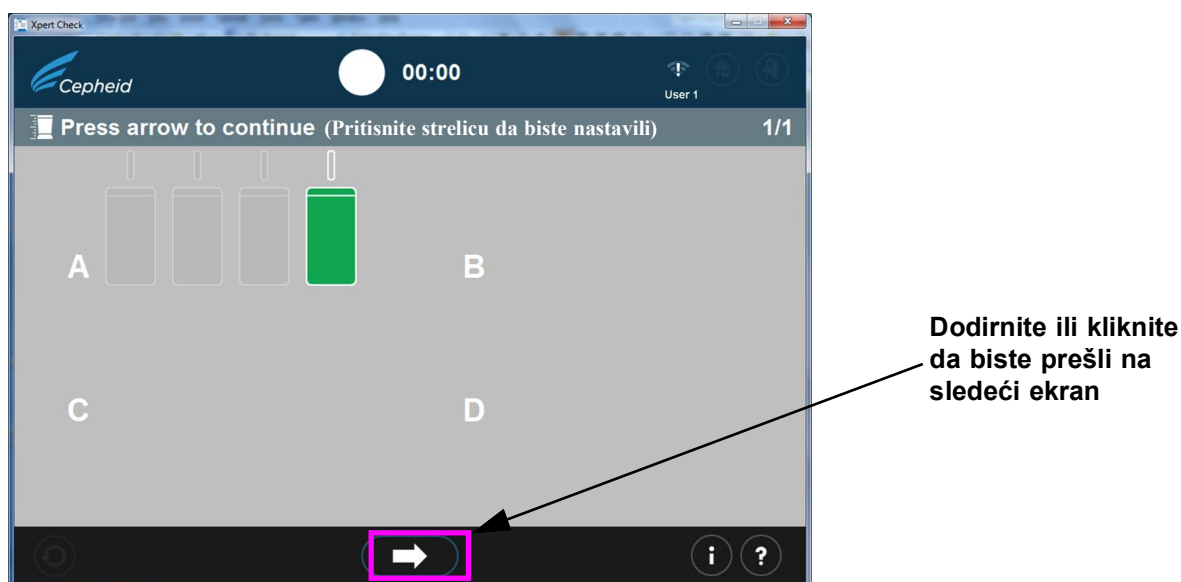 Xpert Check
Cepheid
00:00
User 1
Press arrow to continue (Pritisnite strelicu da biste nastavili) 1/1
A
B
Dodirnite ili kliknite
da biste prešli na
sledeći ekran
C
D
i ?